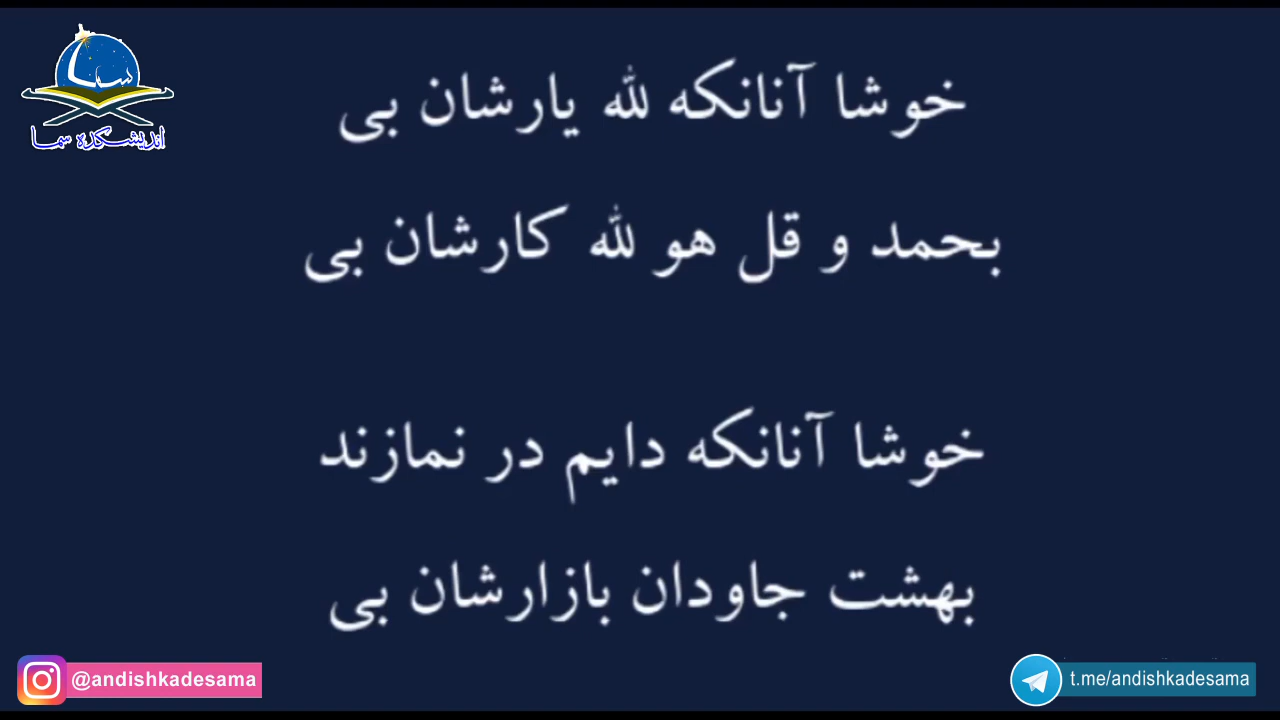 خوشا آنانکه لله یارشان بی
بحمد و قل هو لله کارشان بی
خوشا آنانکه دایم در نمازند
بهشت جاودان بازارشان بی
سما
اندیشکده سما
@andishkadesama
t.me/andishkadesama